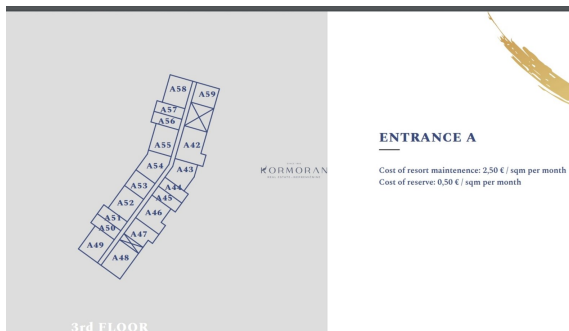 A58
A59
A57
A56
A55
A42
A54
A43
A53
A44
A45
A52
A46
A51
A50
A47
A49
A48
3rd FLOOR
KORMORAN
ENTRANCE A
Cost of resort maintenence: 2,50 € / sqm per month
Cost of reserve: 0,50 € / sqm per month